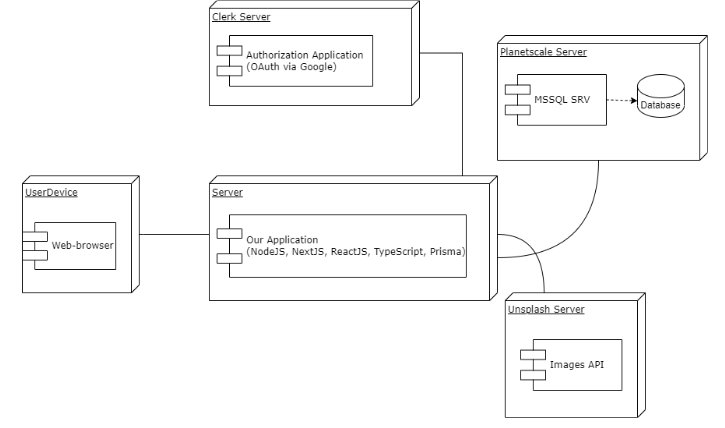 Clerk Server
Authorization Application
(OAuth via Google)
Planetscale Server
MSSQL SRV
Database
UserDevice
Web-browser
Server
Our Application
(NodeJS, NextJS, ReactJS, TypeScript, Prisma)
Unsplash Server
Images API